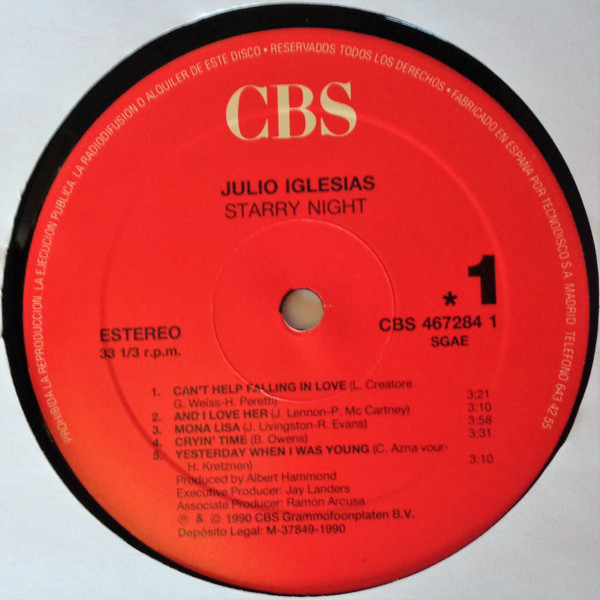 PROHIBIDA LA REPRODUCCION. LA EJECUCION PUBLICA. LA RADIODIFUSION O ALQUILER DE ESTE DISCO • RESERVADOS TODOS LOS DERECHOS • FABRICADO EN ESPAÑA POR TECNODISCO S.A. MADRID. TELEFONO 643 42 55
CBS
JULIO IGLESIAS
STARRY NIGHT
* 1
ESTEREO
33 1/3 r.p.m.
CBS 467284 1
SGAE
1. CAN'T HELP FALLING IN LOVE (L. Creatore
G. Weiss-H. Peretti) 3:21
2. AND I LOVE HER (J. Lennon-P. Mc Cartney) 3:10
3. MONA LISA (J. Livingston-R. Evans) 3:58
4. CRYIN' TIME (B. Owens) 3:31
5. YESTERDAY WHEN I WAS YOUNG (C. Azna vour-
H. Kretznen) 3:10
Produced by Albert Hammond
Executive Producer: Jay Landers
Associate Producer: Ramón Arcusa
℗ & © 1990 CBS Grammofoonplaten B.V.
Depósito Legal: M-37849-1990